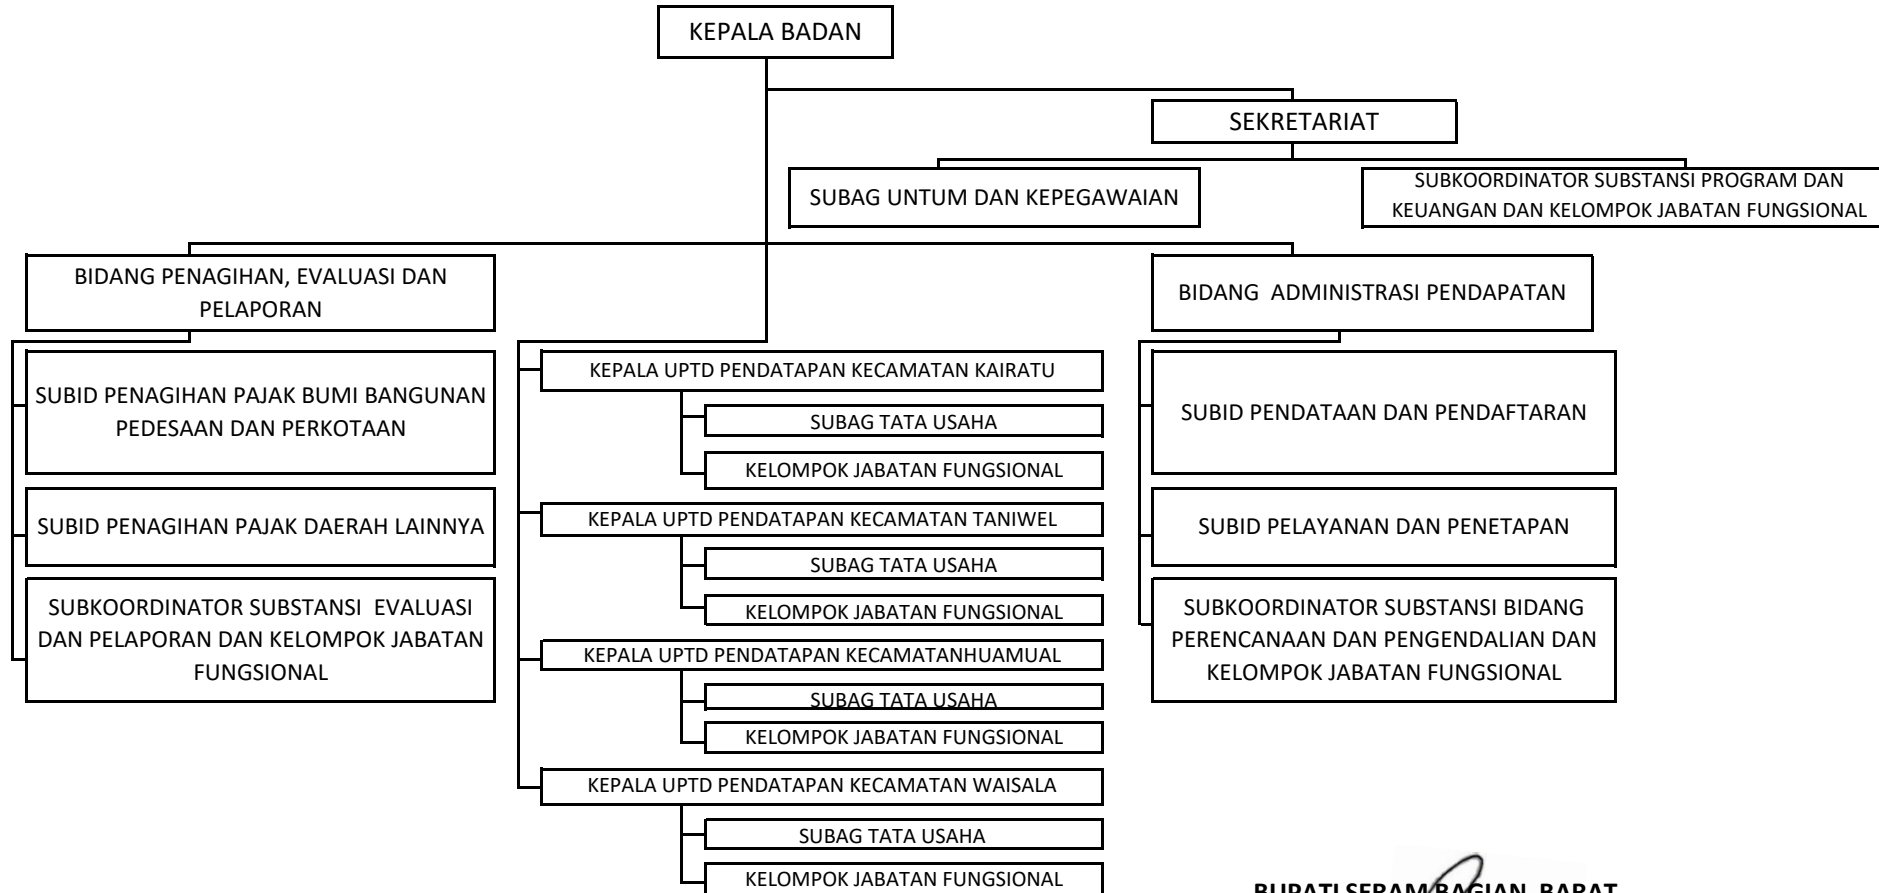 KEPALA BADAN
SEKRETARIAT
SUBAG UNTUM DAN KEPEGAWAIAN
SUBKOORDINATOR SUBSTANSI PROGRAM DAN
KEUANGAN DAN KELOMPOK JABATAN FUNGSIONAL
BIDANG PENAGIHAN, EVALUASI DAN
PELAPORAN
SUBID PENAGIHAN PAJAK BUMI BANGUNAN
PEDESAAN DAN PERKOTAAN
SUBID PENAGIHAN PAJAK DAERAH LAINNYA
SUBKOORDINATOR SUBSTANSI EVALUASI
DAN PELAPORAN DAN KELOMPOK JABATAN
FUNGSIONAL
KEPALA UPTD PENDATAPAN KECAMATAN KAIRATU
SUBAG TATA USAHA
KELOMPOK JABATAN FUNGSIONAL
KEPALA UPTD PENDATAPAN KECAMATAN TANIWEL
SUBAG TATA USAHA
KELOMPOK JABATAN FUNGSIONAL
KEPALA UPTD PENDATAPAN KECAMATANHUAMUAL
SUBAG TATA USAHA
KELOMPOK JABATAN FUNGSIONAL
KEPALA UPTD PENDATAPAN KECAMATAN WAISALA
SUBAG TATA USAHA
KELOMPOK JABATAN FUNGSIONAL
BIDANG ADMINISTRASI PENDAPATAN
SUBID PENDATAAN DAN PENDAFTARAN
SUBID PELAYANAN DAN PENETAPAN
SUBKOORDINATOR SUBSTANSI BIDANG
PERENCANAAN DAN PENGENDALIAN DAN
KELOMPOK JABATAN FUNGSIONAL
BUPATI SERAM BAGIAN BARAT